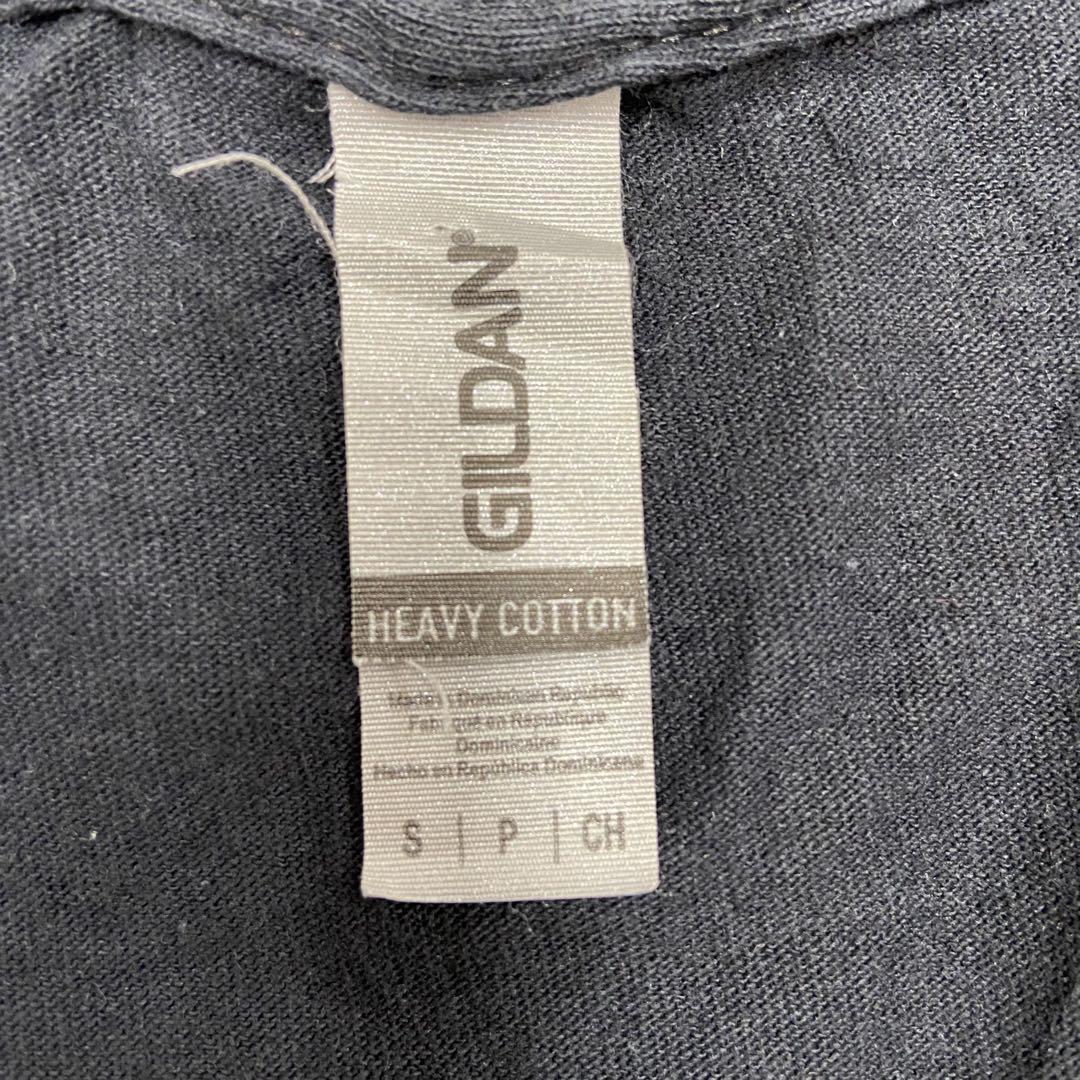 GILDAN®
HEAVY COTTON
Made in Dominican Republic
Fabriqué en République
Dominicaine
Hecho en República Dominicana
S | P | CH